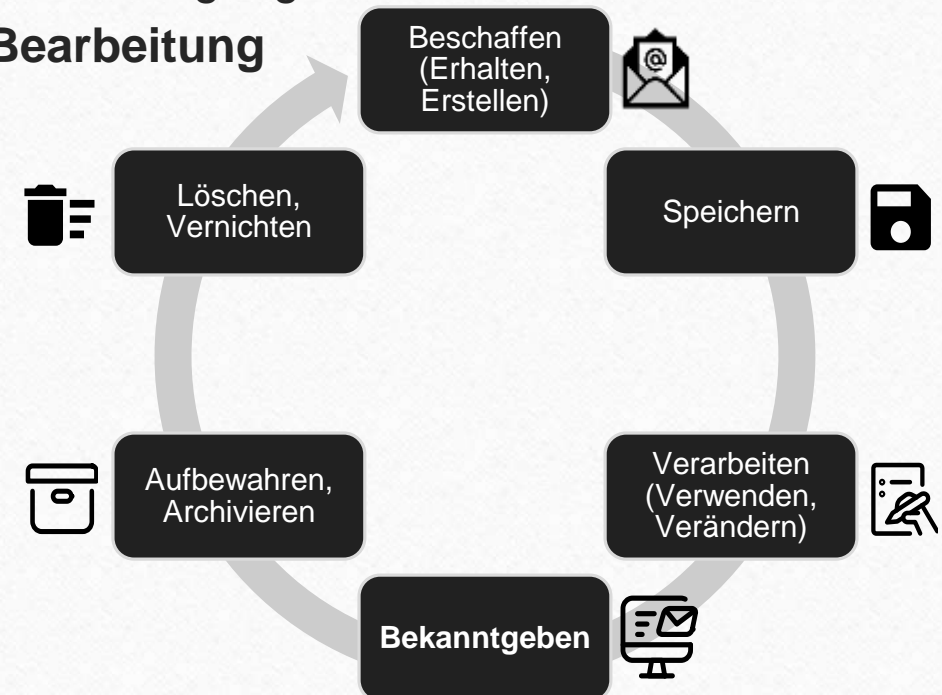 Bearbeitung
Beschaffen
(Erhalten,
Erstellen)
@
Speichern
Verarbeiten
(Verwenden,
Verändern)
Bekanntgeben
Aufbewahren,
Archivieren
Löschen,
Vernichten